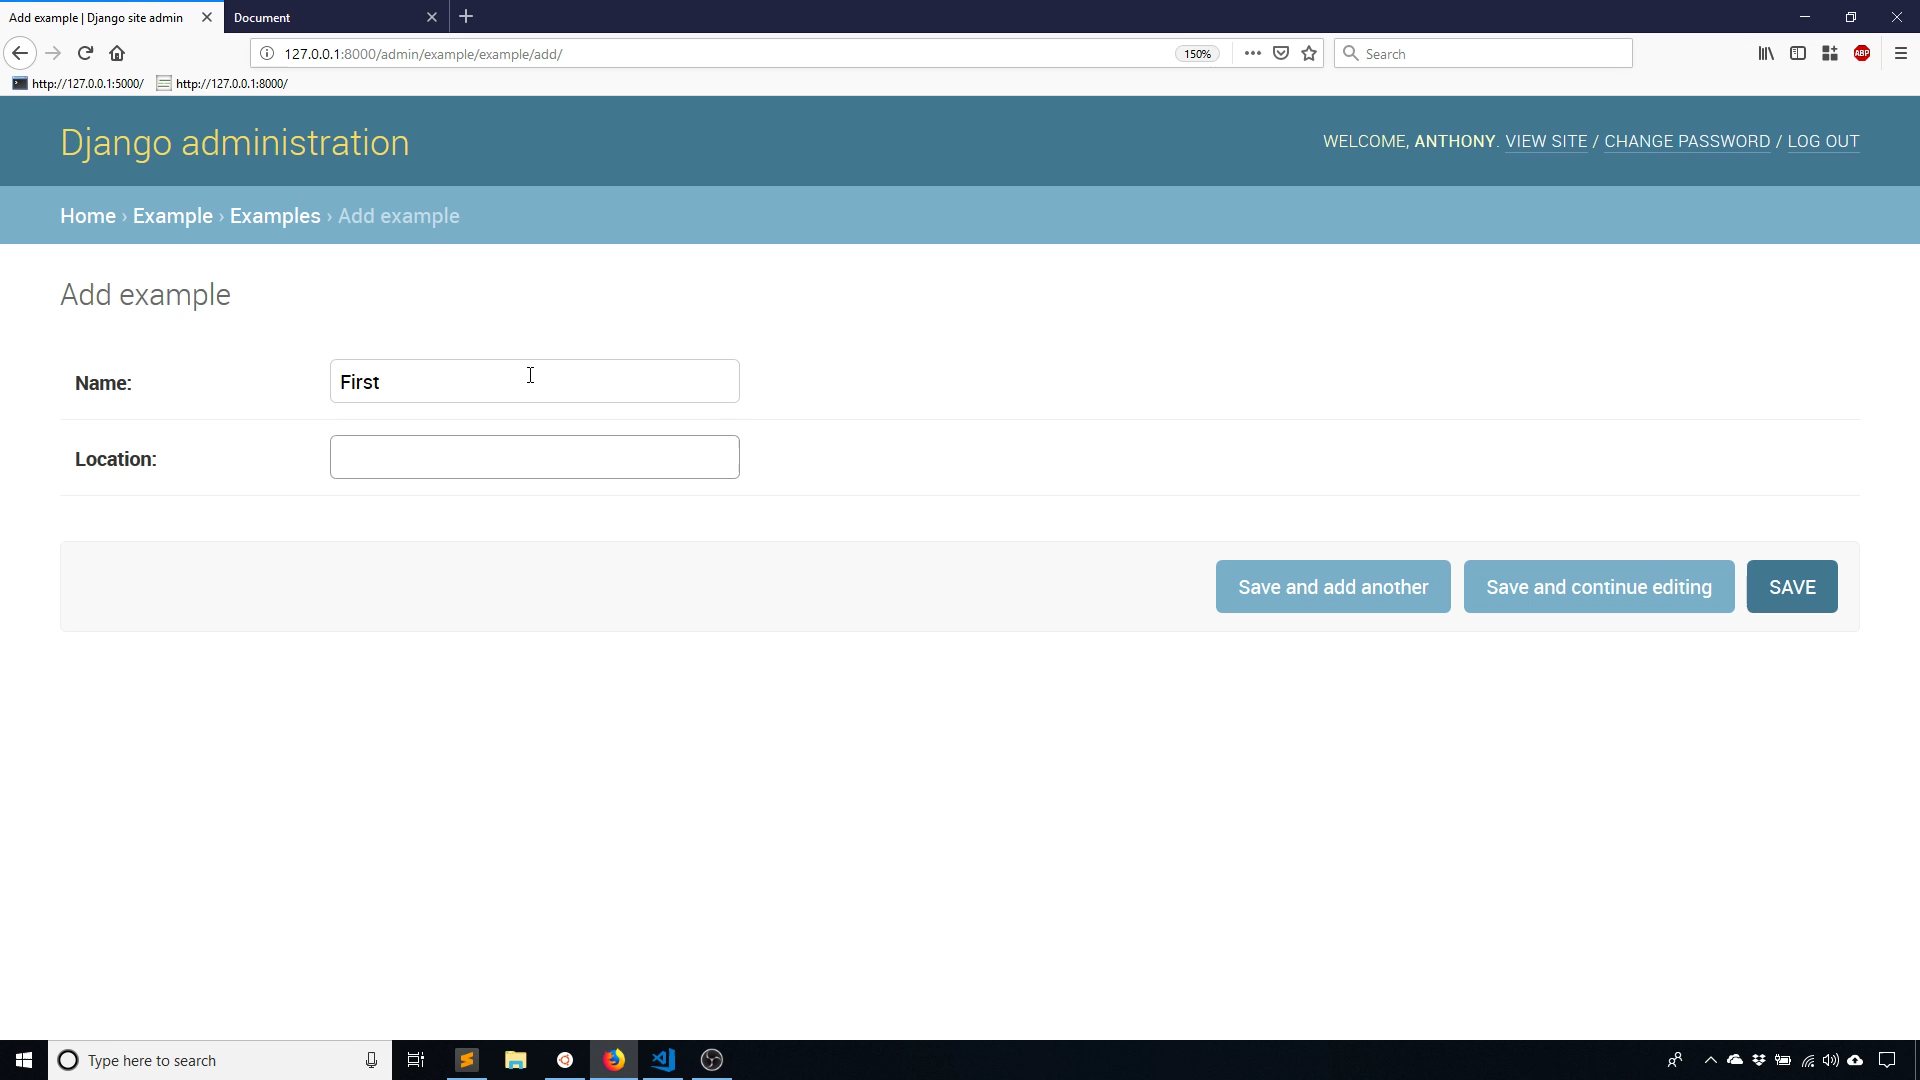 Add example | Django site admin
Document
127.0.0.1:8000/admin/example/example/add/
150%
Search
ABP
http://127.0.0.1:5000/
http://127.0.0.1:8000/
Django administration
WELCOME, ANTHONY. VIEW SITE / CHANGE PASSWORD / LOG OUT
Home › Example › Examples › Add example
Add example
Name:
First
Location:
Save and add another
Save and continue editing
SAVE
Type here to search